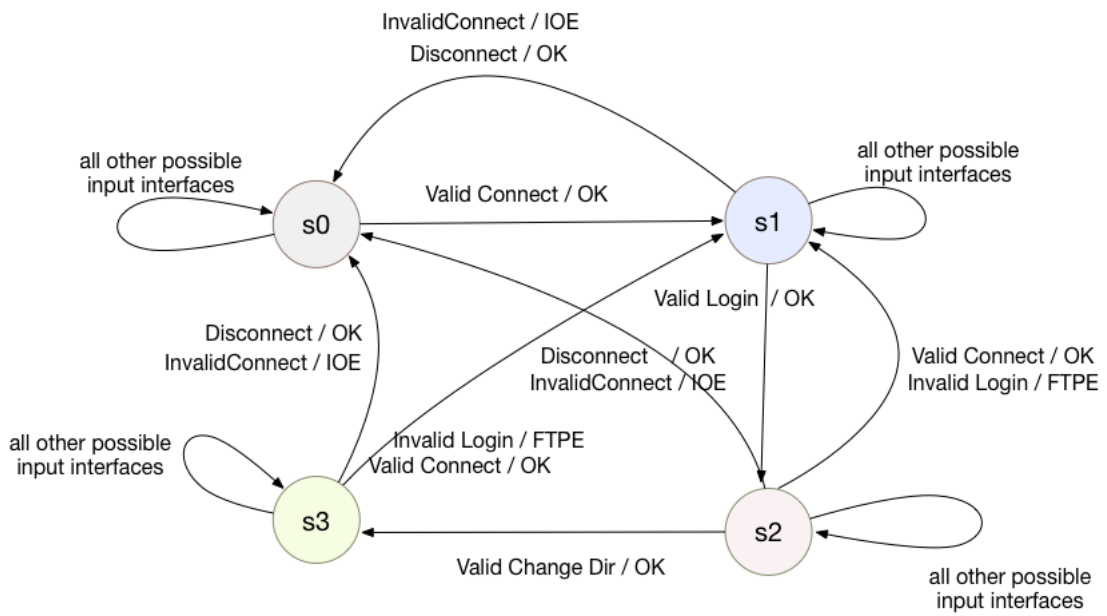 InvalidConnect / IOE
Disconnect / OK
all other possible
input interfaces
all other possible
input interfaces
s0
Valid Connect / OK
s1
Valid Login / OK
Disconnect / OK
InvalidConnect / IOE
Disconnect / OK
InvalidConnect / IOE
Valid Connect / OK
Invalid Login / FTPE
all other possible
input interfaces
Invalid Login / FTPE
Valid Connect / OK
s3
s2
Valid Change Dir / OK
all other possible
input interfaces